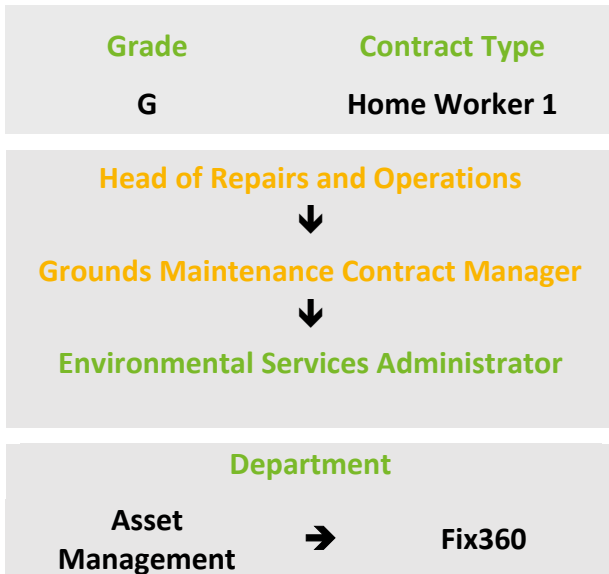 Grade Contract Type
G Home Worker 1
Head of Repairs and Operations
↓
Grounds Maintenance Contract Manager
↓
Environmental Services Administrator
Department
Asset Management → Fix360